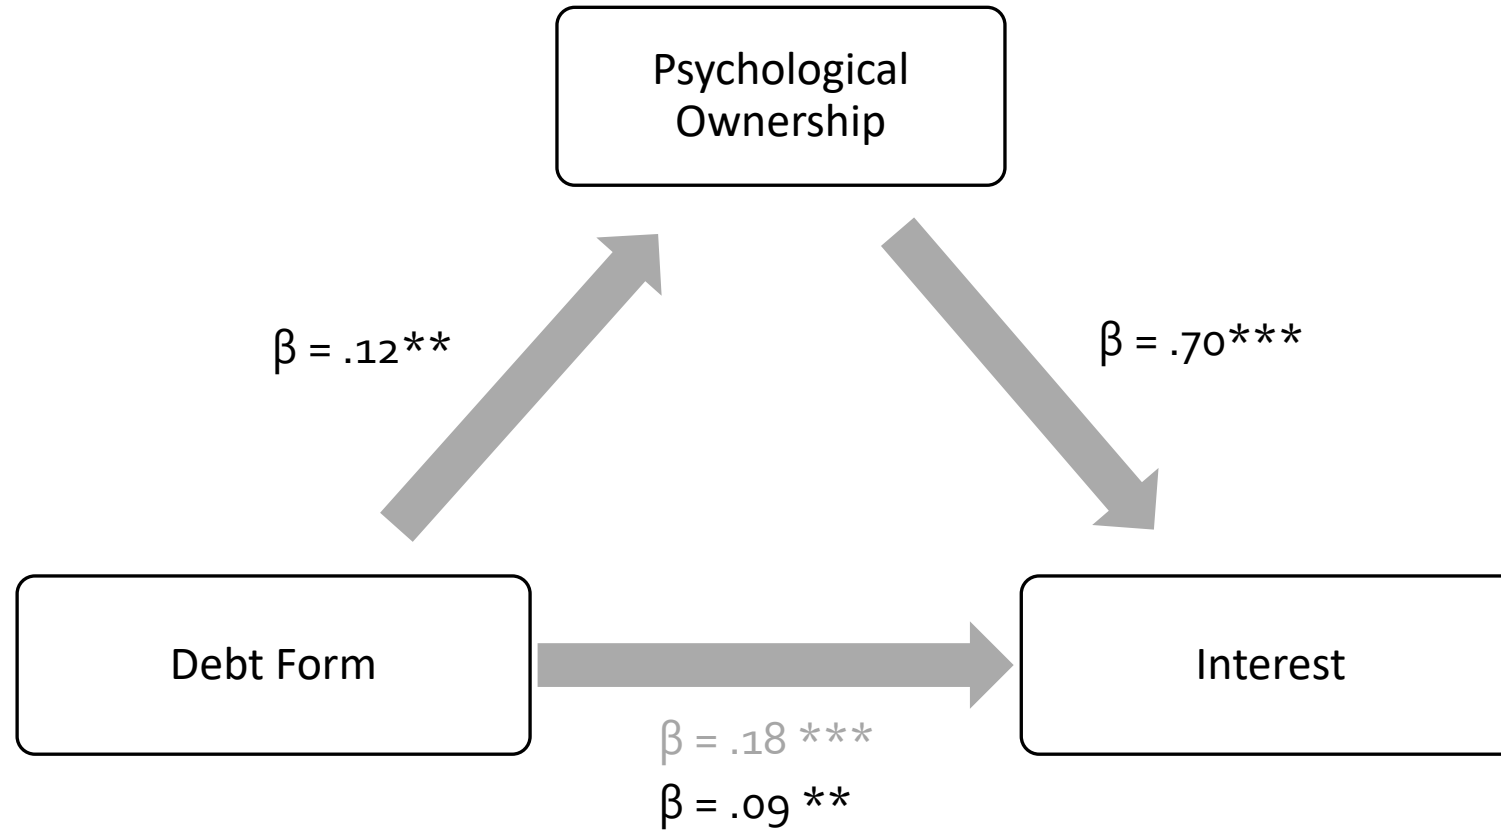 Psychological
Ownership
β = .12**
β = .70***
Debt Form
Interest
β = .18 ***
β = .09 **